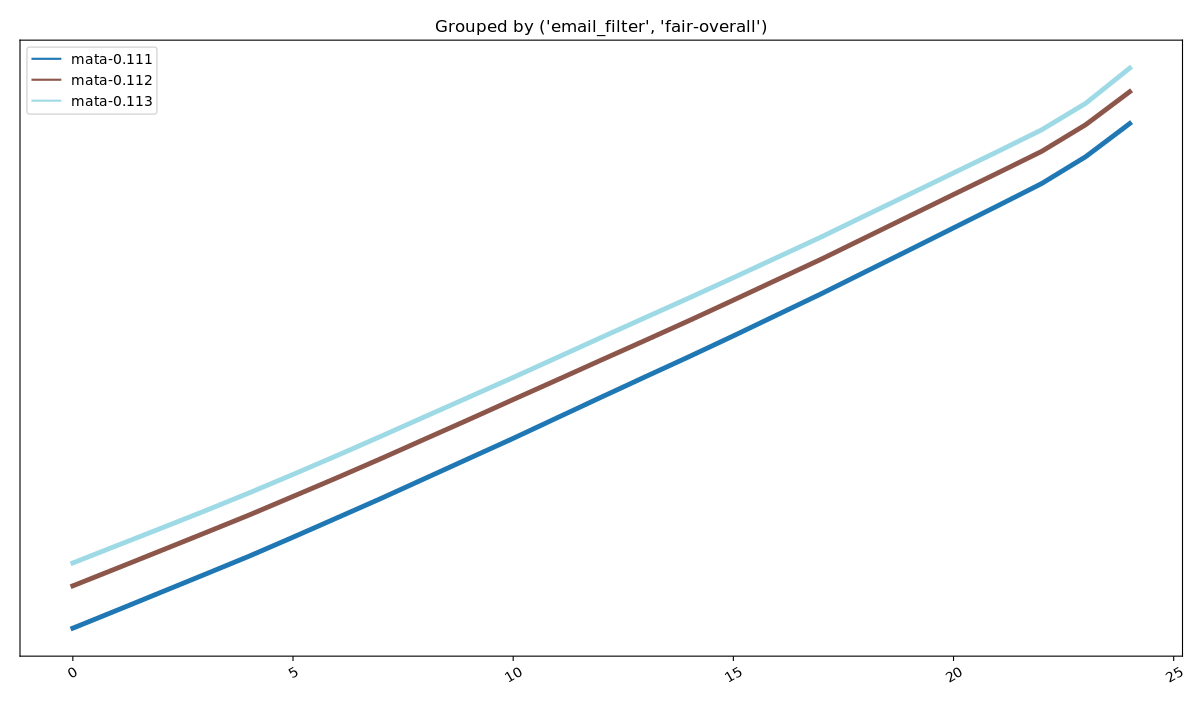 Grouped by ('email_filter', 'fair-overall')
mata-0.111
mata-0.112
mata-0.113
0 5 10 15 20 25